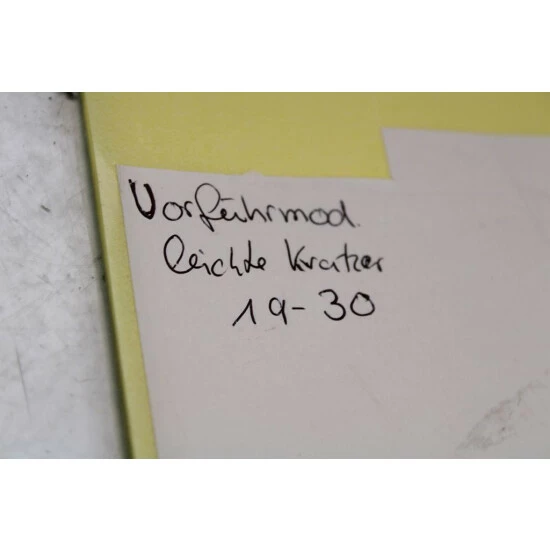 Vorführmod.
leichte Kratzer
19-30